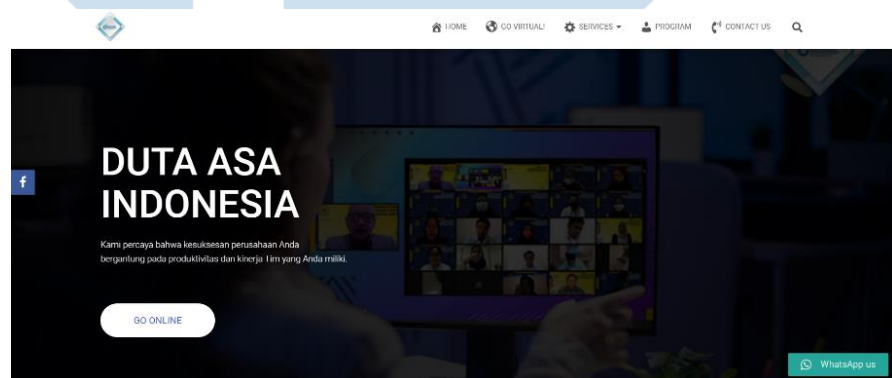 HOME GO VIRTUAL! SERVICES PROGRAM CONTACT US
DUTA ASA
INDONESIA
Kami percaya bahwa kesuksesan perusahaan Anda
bergantung pada produktivitas dan kinerja Tim yang Anda miliki.
GO ONLINE
WhatsApp us